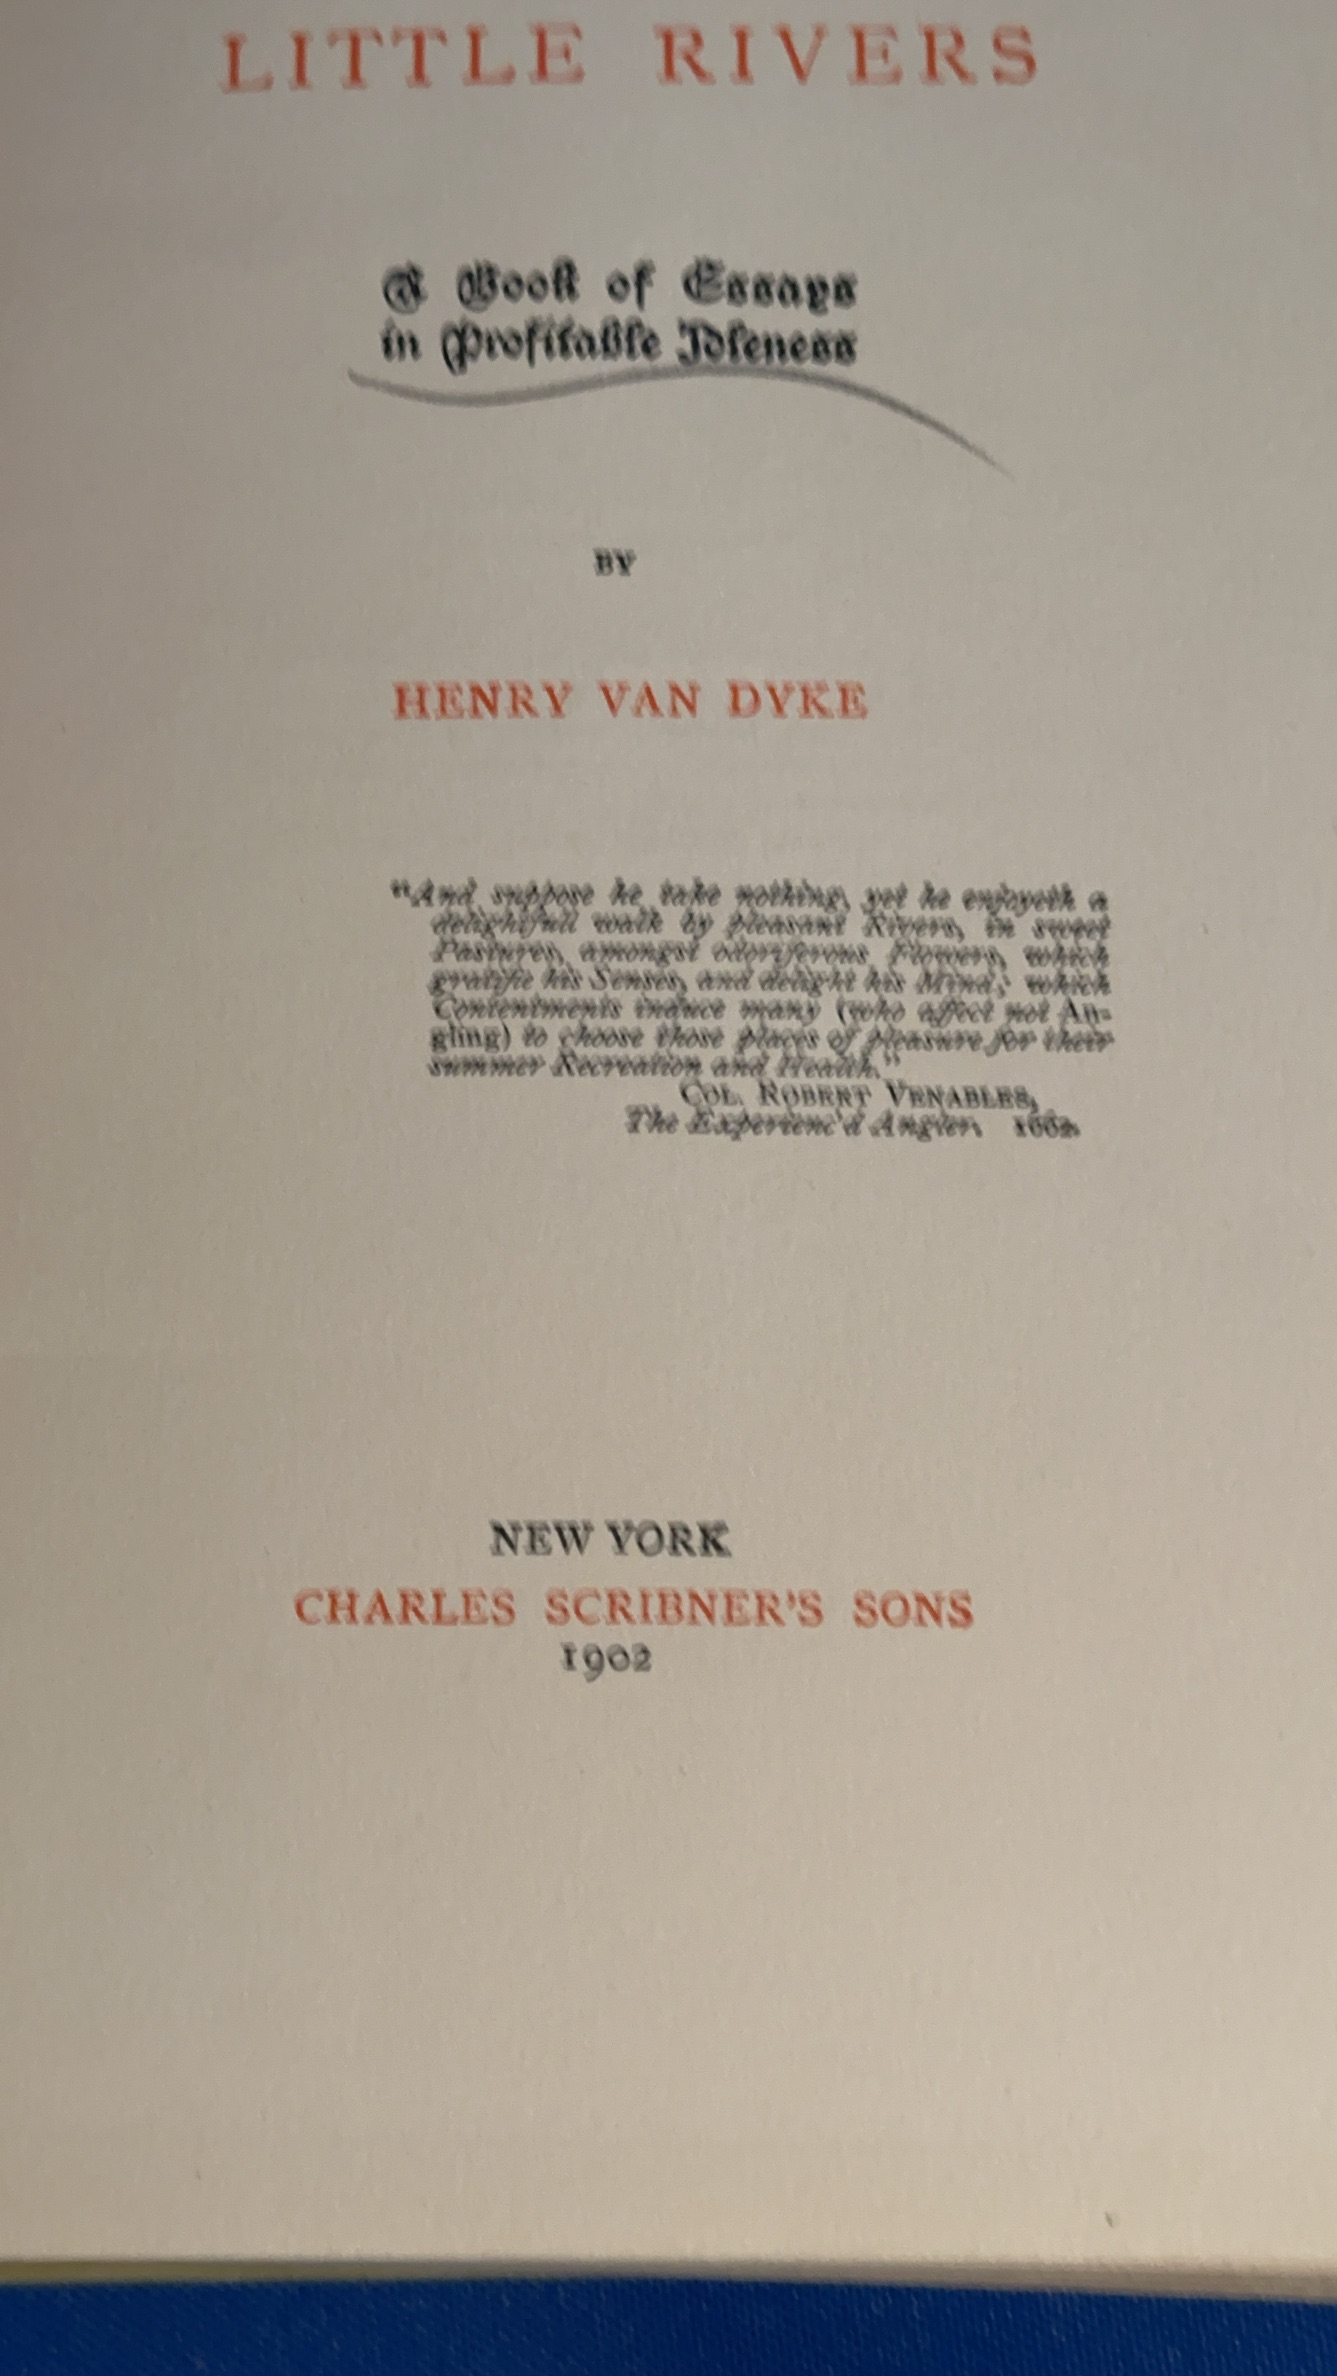 LITTLE RIVERS
A Book of Essays
in Profitable Idleness
BY
HENRY VAN DYKE
"And suppose he take nothing, yet he enjoyeth a
delightfull walk by pleasant Rivers, in sweet
Pastures, amongst odoriferous Flowers, which
gratifie his Senses, and delight his Mind; which
Contentments induce many (who affect not An-
gling) to choose those places of pleasure for their
summer Recreation and Health."
COL. ROBERT VENABLES,
The Experienc'd Angler. 1662.
NEW YORK
CHARLES SCRIBNER'S SONS
1902